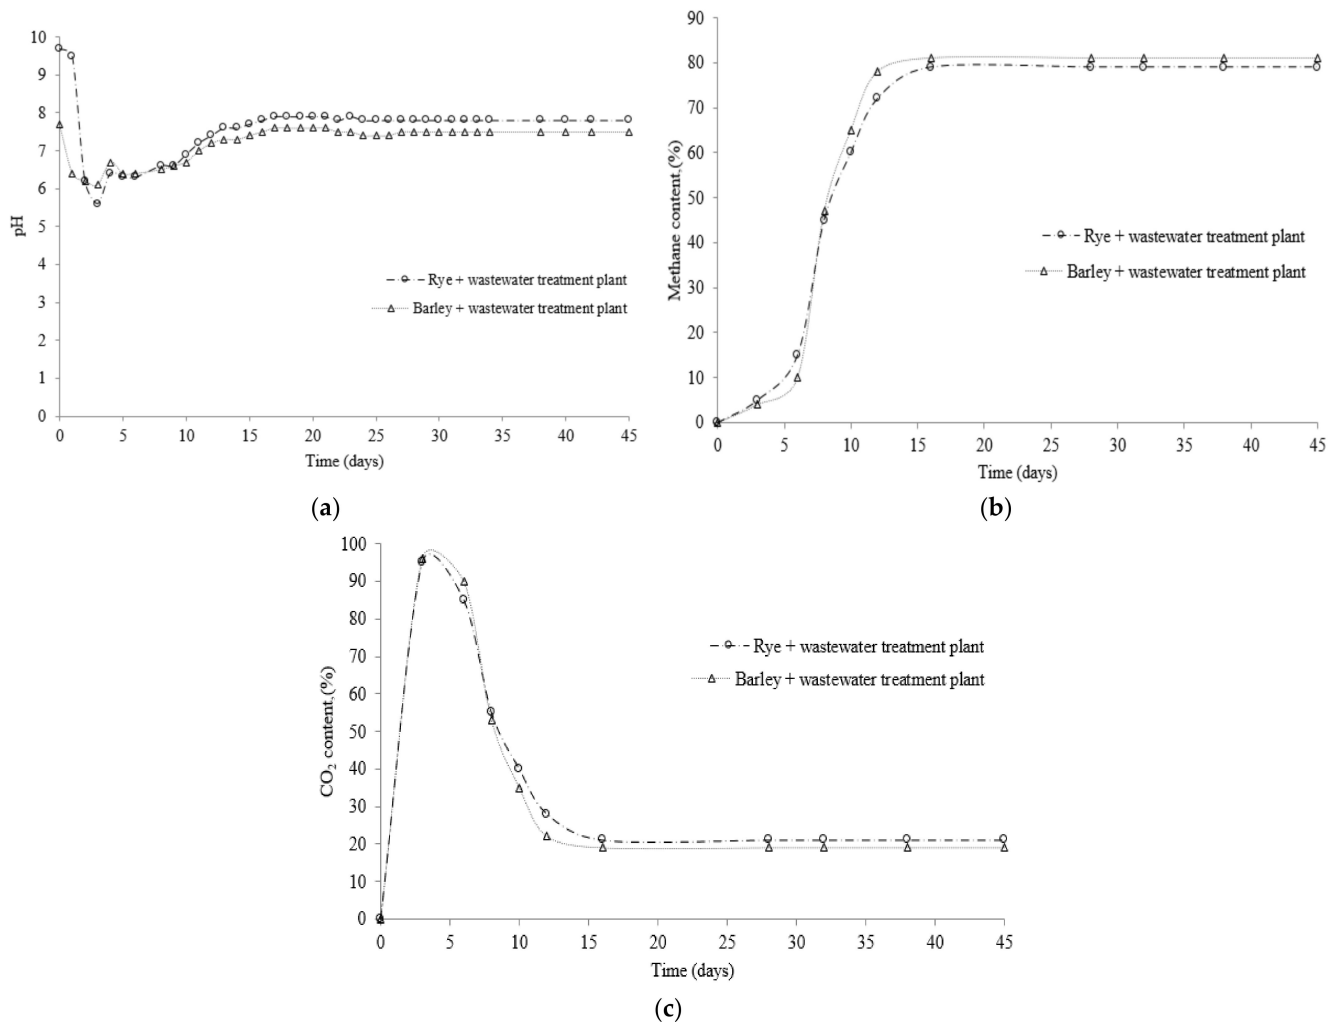 10
9
8
7
6
5
4
3
2
1
0
pH
0 5 10 15 20 25 30 35 40 45
Time (days)
Rye + wastewater treatment plant
Barley + wastewater treatment plant
(a)
90
80
70
60
50
40
30
20
10
0
Methane content,(%)
0 5 10 15 20 25 30 35 40 45
Time (days)
Rye + wastewater treatment plant
Barley + wastewater treatment plant
(b)
100
90
80
70
60
50
40
30
20
10
0
CO₂ content,(%)
0 5 10 15 20 25 30 35 40 45
Time (days)
Rye + wastewater treatment plant
Barley + wastewater treatment plant
(c)